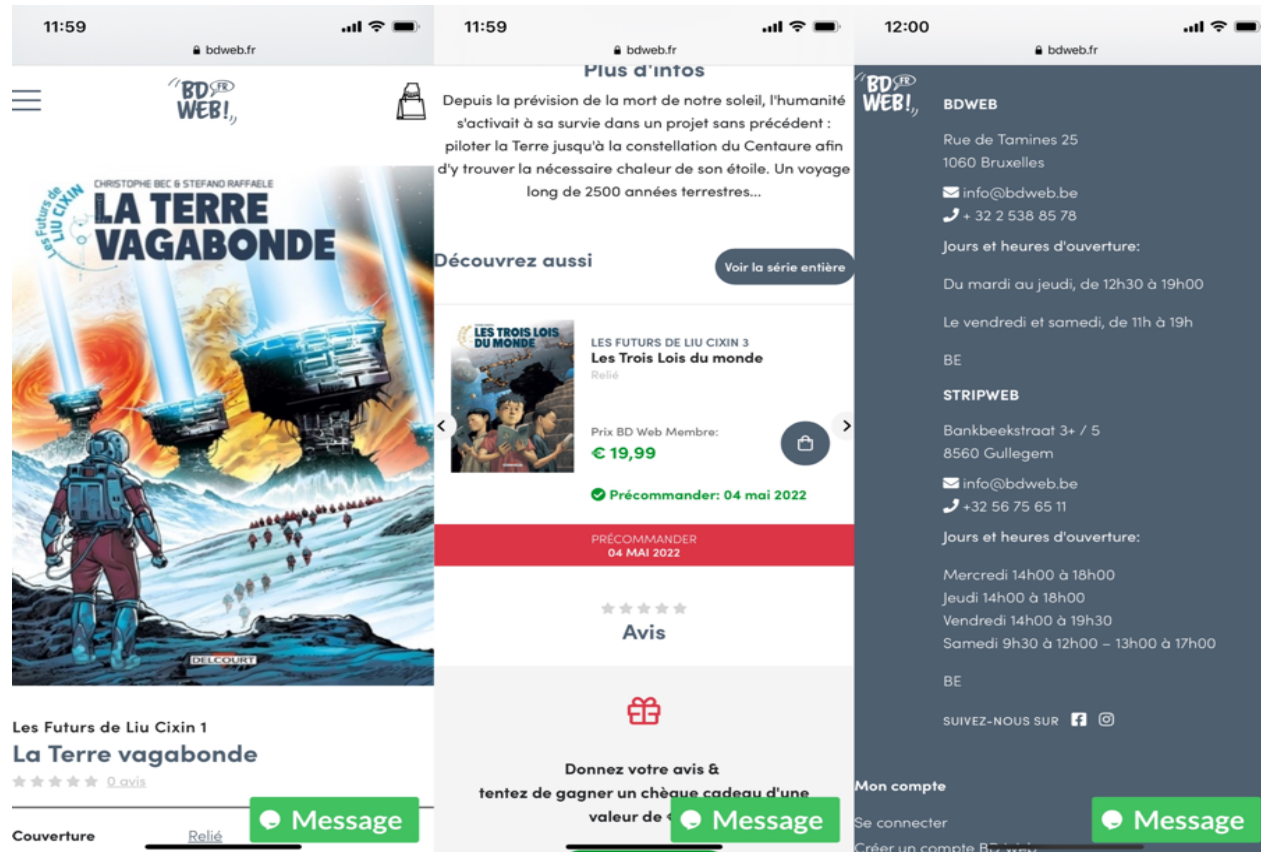 11:59
bdweb.fr
BD FR
WEB!
CHRISTOPHE BEC & STEFANO RAFFAELE
Les Futurs de
LIU CIXIN
LA TERRE
VAGABONDE
DELCOURT
Les Futurs de Liu Cixin 1
La Terre vagabonde
0 avis
Couverture Relié
Message
11:59
bdweb.fr
Plus d'infos
Depuis la prévision de la mort de notre soleil, l'humanité
s'activait à sa survie dans un projet sans précédent :
piloter la Terre jusqu'à la constellation du Centaure afin
d'y trouver la nécessaire chaleur de son étoile. Un voyage
long de 2500 années terrestres...
Découvrez aussi
Voir la série entière
LES TROIS LOIS
DU MONDE
LES FUTURS DE LIU CIXIN 3
Les Trois Lois du monde
Relié
Prix BD Web Membre:
€ 19,99
Précommander: 04 mai 2022
PRÉCOMMANDER
04 MAI 2022
Avis
Donnez votre avis &
tentez de gagner un chèque cadeau d'une
valeur de
Message
12:00
bdweb.fr
BD FR
WEB!
BDWEB
Rue de Tamines 25
1060 Bruxelles
info@bdweb.be
+ 32 2 538 85 78
Jours et heures d'ouverture:
Du mardi au jeudi, de 12h30 à 19h00
Le vendredi et samedi, de 11h à 19h
BE
STRIPWEB
Bankbeekstraat 3+ / 5
8560 Gullegem
info@bdweb.be
+32 56 75 65 11
Jours et heures d'ouverture:
Mercredi 14h00 à 18h00
Jeudi 14h00 à 18h00
Vendredi 14h00 à 19h30
Samedi 9h30 à 12h00 – 13h00 à 17h00
BE
SUIVEZ-NOUS SUR
Mon compte
Se connecter
Créer un compte BD Web
Message